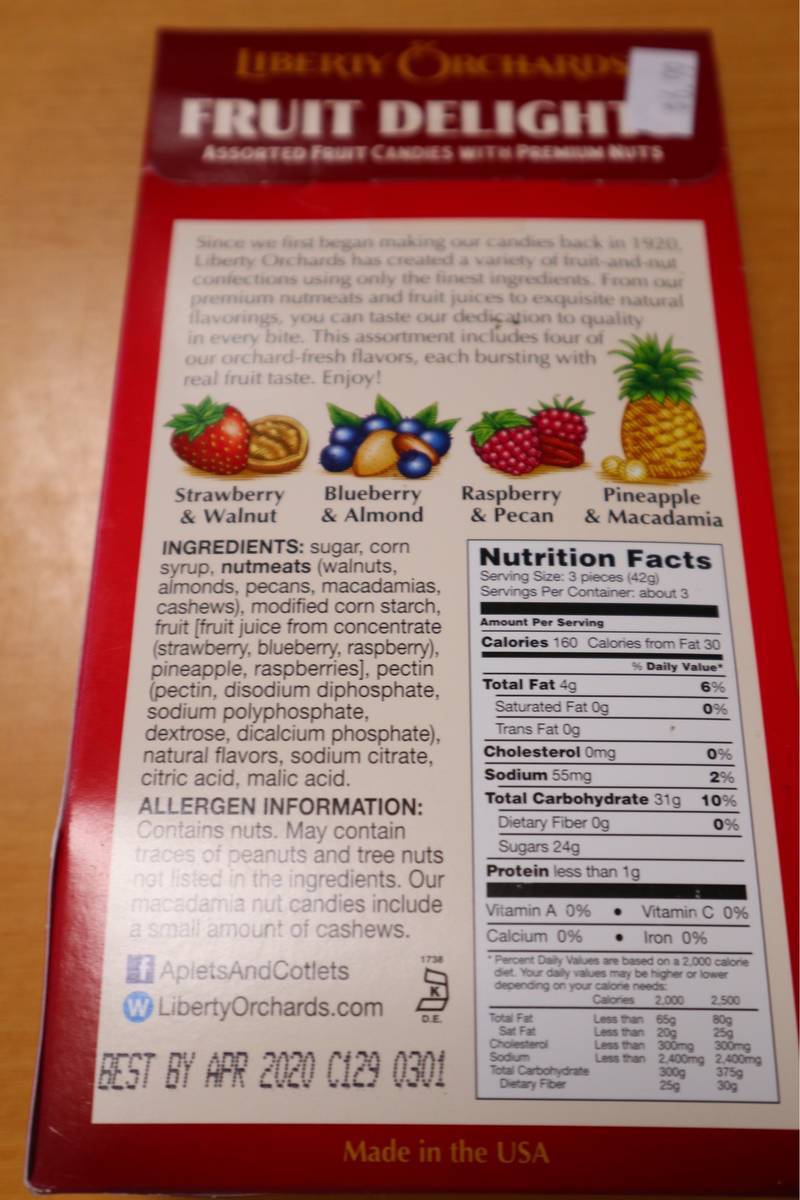 LIBERTY ORCHARDS
FRUIT DELIGHT
ASSORTED FRUIT CANDIES WITH PREMIUM NUTS
Since we first began making our candies back in 1920,
Liberty Orchards has created a variety of fruit-and-nut
confections using only the finest ingredients. From our
premium nutmeats and fruit juices to exquisite natural
flavorings, you can taste our dedication to quality
in every bite. This assortment includes four of
our orchard-fresh flavors, each bursting with
real fruit taste. Enjoy!
Strawberry
& Walnut
Blueberry
& Almond
Raspberry
& Pecan
Pineapple
& Macadamia
INGREDIENTS: sugar, corn
syrup, nutmeats (walnuts,
almonds, pecans, macadamias,
cashews), modified corn starch,
fruit [fruit juice from concentrate
(strawberry, blueberry, raspberry),
pineapple, raspberries], pectin
(pectin, disodium diphosphate,
sodium polyphosphate,
dextrose, dicalcium phosphate),
natural flavors, sodium citrate,
citric acid, malic acid.
ALLERGEN INFORMATION:
Contains nuts. May contain
traces of peanuts and tree nuts
not listed in the ingredients. Our
macadamia nut candies include
a small amount of cashews.
f ApletsAndCotlets
W LibertyOrchards.com
1738
K
D.E.
BEST BY APR 2020 C129 0301
Nutrition Facts
Serving Size: 3 pieces (42g)
Servings Per Container: about 3
Amount Per Serving
Calories 160 Calories from Fat 30
% Daily Value*
Total Fat 4g 6%
Saturated Fat 0g 0%
Trans Fat 0g
Cholesterol 0mg 0%
Sodium 55mg 2%
Total Carbohydrate 31g 10%
Dietary Fiber 0g 0%
Sugars 24g
Protein less than 1g
Vitamin A 0% • Vitamin C 0%
Calcium 0% • Iron 0%
* Percent Daily Values are based on a 2,000 calorie
diet. Your daily values may be higher or lower
depending on your calorie needs:
Calories 2,000 2,500
Total Fat Less than 65g 80g
Sat Fat Less than 20g 25g
Cholesterol Less than 300mg 300mg
Sodium Less than 2,400mg 2,400mg
Total Carbohydrate 300g 375g
Dietary Fiber 25g 30g
Made in the USA